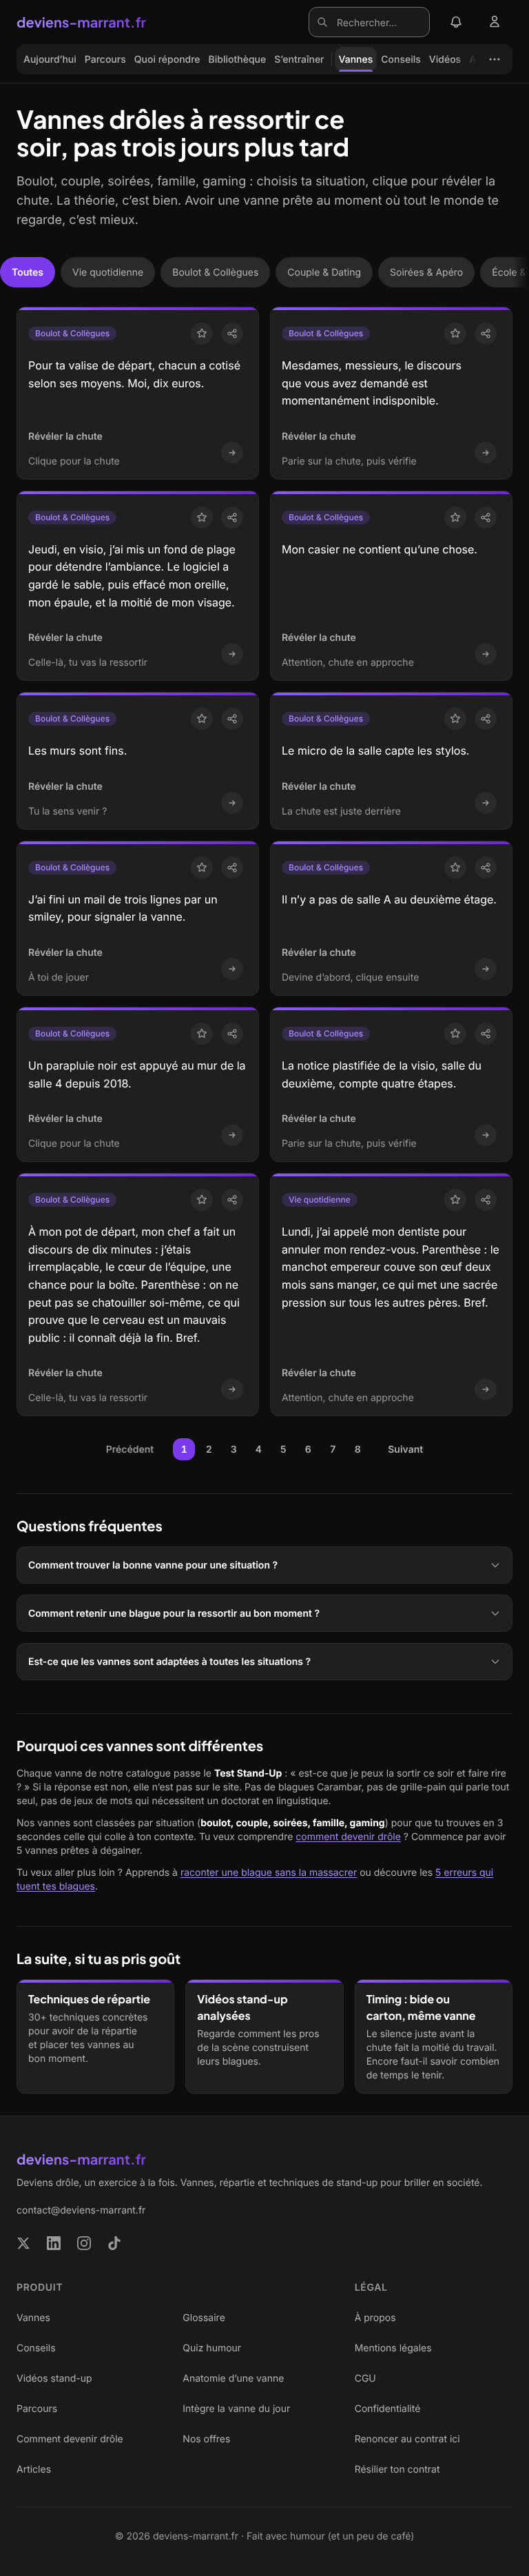 deviens-marrant.fr
Rechercher...
Aujourd’hui Parcours Quoi répondre Bibliothèque S’entraîner Vannes Conseils Vidéos
Vannes drôles à ressortir ce
soir, pas trois jours plus tard
Boulot, couple, soirées, famille, gaming : choisis ta situation, clique pour révéler la
chute. La théorie, c’est bien. Avoir une vanne prête au moment où tout le monde te
regarde, c’est mieux.
Toutes Vie quotidienne Boulot & Collègues Couple & Dating Soirées & Apéro École &
Boulot & Collègues
Pour ta valise de départ, chacun a cotisé
selon ses moyens. Moi, dix euros.
Révéler la chute
Clique pour la chute
Boulot & Collègues
Mesdames, messieurs, le discours
que vous avez demandé est
momentanément indisponible.
Révéler la chute
Parie sur la chute, puis vérifie
Boulot & Collègues
Jeudi, en visio, j’ai mis un fond de plage
pour détendre l’ambiance. Le logiciel a
gardé le sable, puis effacé mon oreille,
mon épaule, et la moitié de mon visage.
Révéler la chute
Celle-là, tu vas la ressortir
Boulot & Collègues
Mon casier ne contient qu’une chose.
Révéler la chute
Attention, chute en approche
Boulot & Collègues
Les murs sont fins.
Révéler la chute
Tu la sens venir ?
Boulot & Collègues
Le micro de la salle capte les stylos.
Révéler la chute
La chute est juste derrière
Boulot & Collègues
J’ai fini un mail de trois lignes par un
smiley, pour signaler la vanne.
Révéler la chute
À toi de jouer
Boulot & Collègues
Il n’y a pas de salle A au deuxième étage.
Révéler la chute
Devine d’abord, clique ensuite
Boulot & Collègues
Un parapluie noir est appuyé au mur de la
salle 4 depuis 2018.
Révéler la chute
Clique pour la chute
Boulot & Collègues
La notice plastifiée de la visio, salle du
deuxième, compte quatre étapes.
Révéler la chute
Parie sur la chute, puis vérifie
Boulot & Collègues
À mon pot de départ, mon chef a fait un
discours de dix minutes : j’étais
irremplaçable, le cœur de l’équipe, une
chance pour la boîte. Parenthèse : on ne
peut pas se chatouiller soi-même, ce qui
prouve que le cerveau est un mauvais
public : il connaît déjà la fin. Bref.
Révéler la chute
Celle-là, tu vas la ressortir
Vie quotidienne
Lundi, j’ai appelé mon dentiste pour
annuler mon rendez-vous. Parenthèse : le
manchot empereur couve son œuf deux
mois sans manger, ce qui met une sacrée
pression sur tous les autres pères. Bref.
Révéler la chute
Attention, chute en approche
Précédent 1 2 3 4 5 6 7 8 Suivant
Questions fréquentes
Comment trouver la bonne vanne pour une situation ?
Comment retenir une blague pour la ressortir au bon moment ?
Est-ce que les vannes sont adaptées à toutes les situations ?
Pourquoi ces vannes sont différentes
Chaque vanne de notre catalogue passe le Test Stand-Up : « est-ce que je peux la sortir ce soir et faire rire
? » Si la réponse est non, elle n’est pas sur le site. Pas de blagues Carambar, pas de grille-pain qui parle tout
seul, pas de jeux de mots qui nécessitent un doctorat en linguistique.
Nos vannes sont classées par situation (boulot, couple, soirées, famille, gaming) pour que tu trouves en 3
secondes celle qui colle à ton contexte. Tu veux comprendre comment devenir drôle ? Commence par avoir
5 vannes prêtes à dégainer.
Tu veux aller plus loin ? Apprends à raconter une blague sans la massacrer ou découvre les 5 erreurs qui
tuent tes blagues.
La suite, si tu as pris goût
Techniques de répartie
30+ techniques concrètes
pour avoir de la répartie
et placer tes vannes au
bon moment.
Vidéos stand-up
analysées
Regarde comment les pros
de la scène construisent
leurs blagues.
Timing : bide ou
carton, même vanne
Le silence juste avant la
chute fait la moitié du travail.
Encore faut-il savoir combien
de temps le tenir.
deviens-marrant.fr
Deviens drôle, un exercice à la fois. Vannes, répartie et techniques de stand-up pour briller en société.
contact@deviens-marrant.fr
PRODUIT
Vannes
Conseils
Vidéos stand-up
Parcours
Comment devenir drôle
Articles
Glossaire
Quiz humour
Anatomie d’une vanne
Intègre la vanne du jour
Nos offres
LÉGAL
À propos
Mentions légales
CGU
Confidentialité
Renoncer au contrat ici
Résilier ton contrat
© 2026 deviens-marrant.fr · Fait avec humour (et un peu de café)